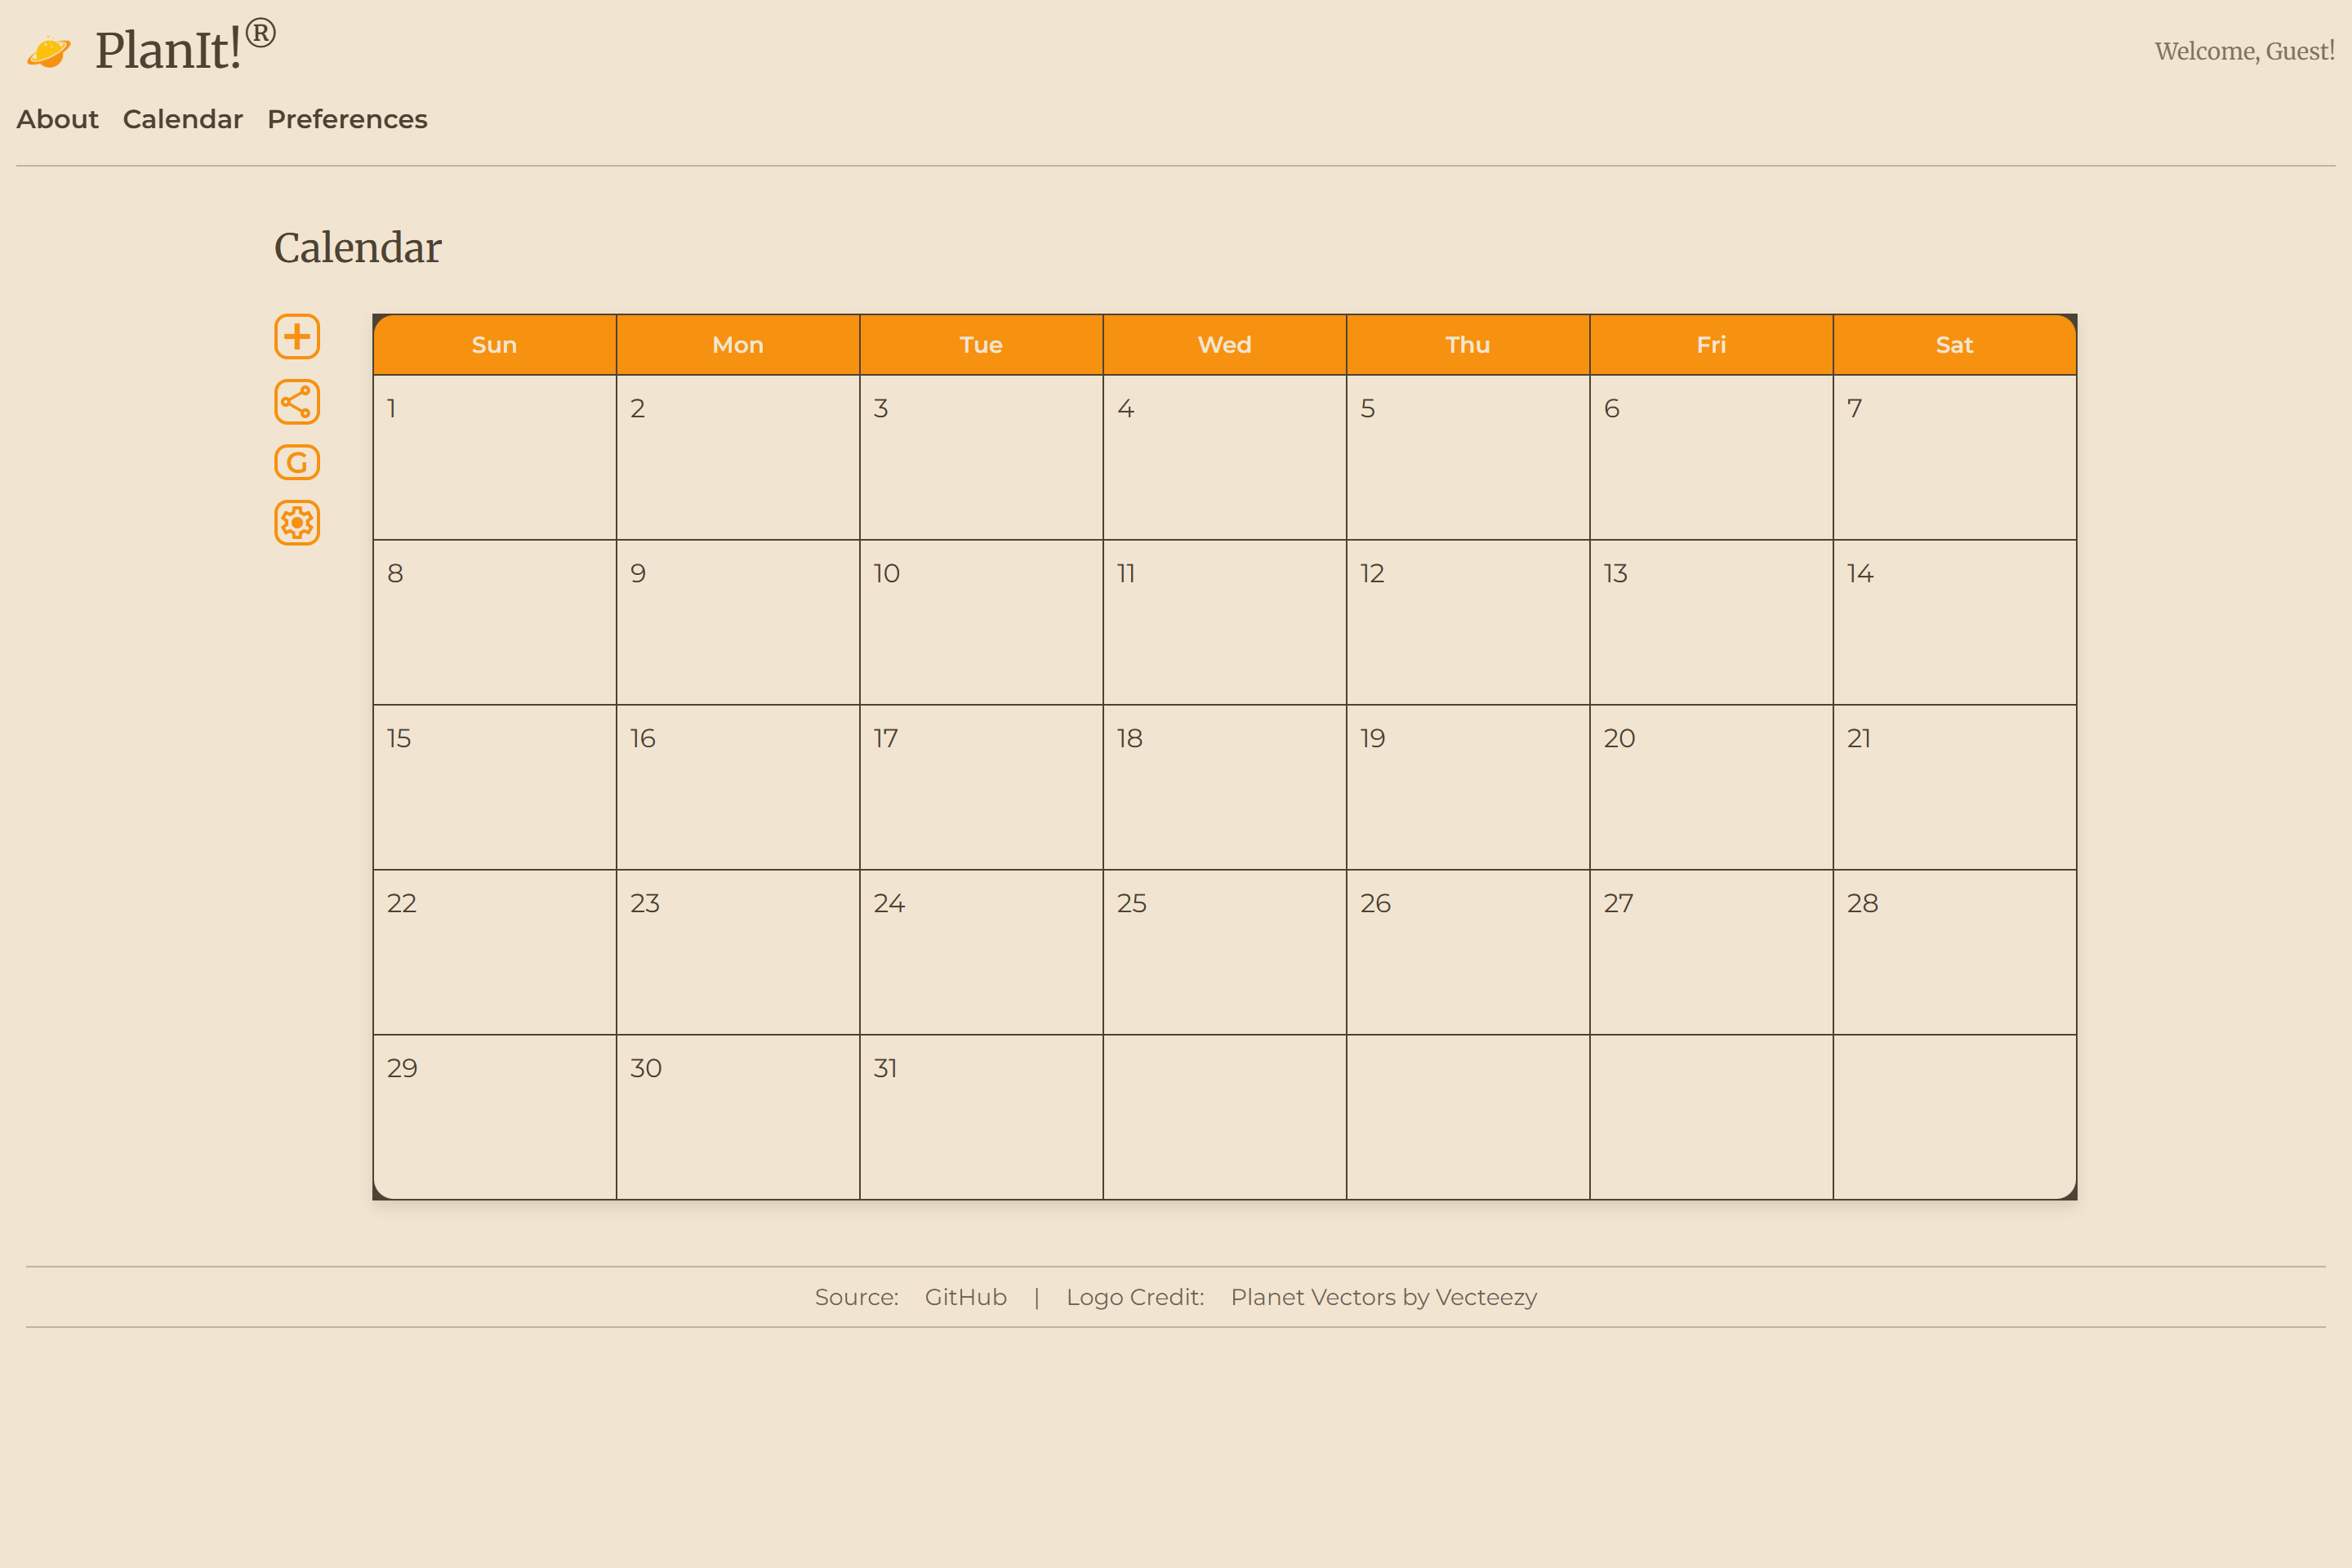 PlanIt!®
Welcome, Guest!
About Calendar Preferences
Calendar
Sun Mon Tue Wed Thu Fri Sat
1 2 3 4 5 6 7
G
8 9 10 11 12 13 14
15 16 17 18 19 20 21
22 23 24 25 26 27 28
29 30 31
Source: GitHub | Logo Credit: Planet Vectors by Vecteezy